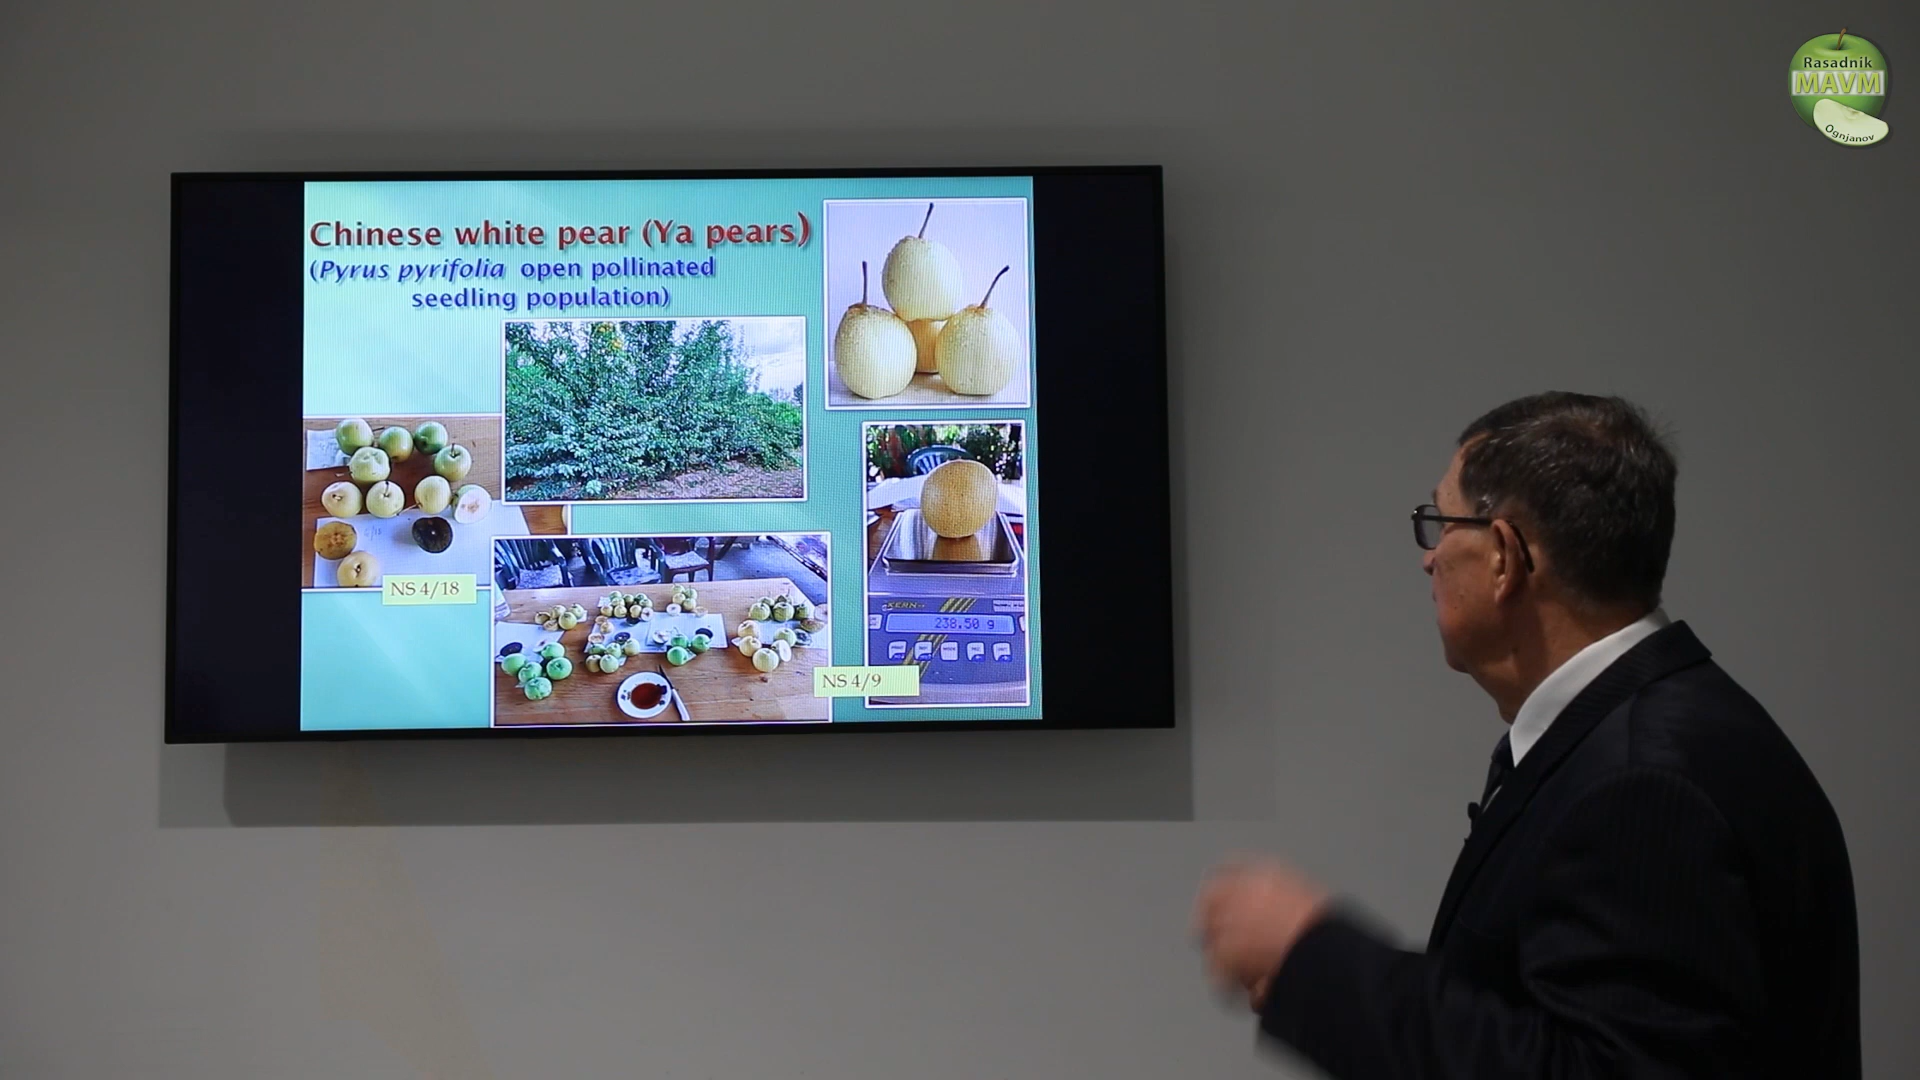 Rasadnik
MAVM
Ognjanov
Chinese white pear (Ya pears)
(Pyrus pyrifolia open pollinated
seedling population)
NS 4/18
KERN
238.50 g
NS 4/9